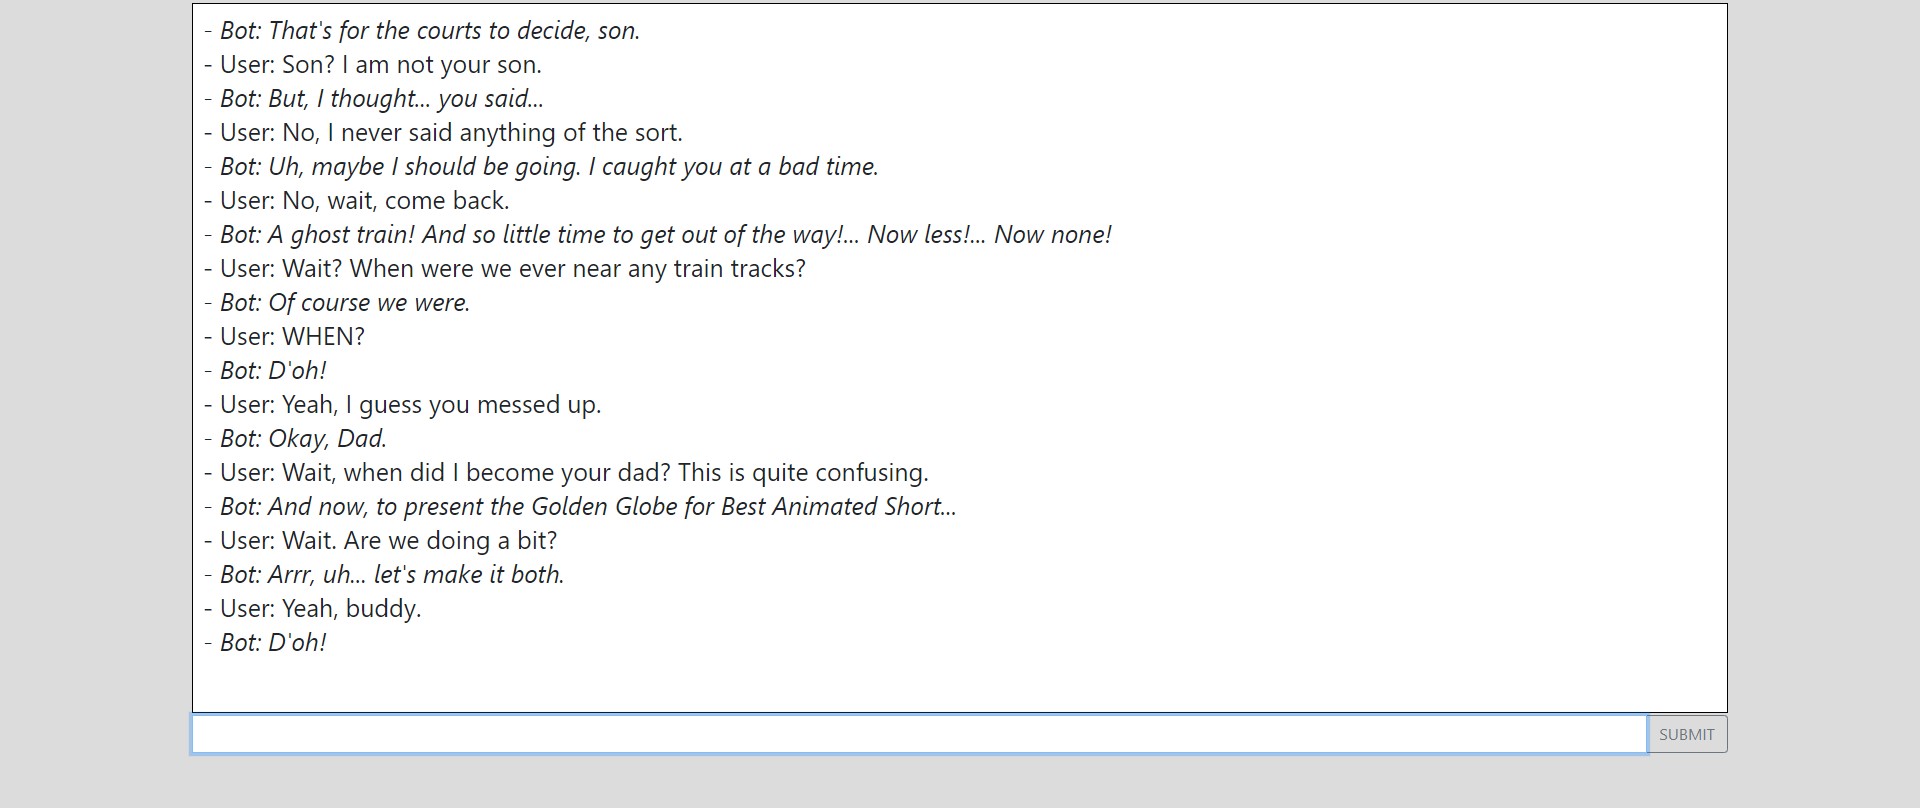 - Bot: That's for the courts to decide, son.
- User: Son? I am not your son.
- Bot: But, I thought... you said...
- User: No, I never said anything of the sort.
- Bot: Uh, maybe I should be going. I caught you at a bad time.
- User: No, wait, come back.
- Bot: A ghost train! And so little time to get out of the way!... Now less!... Now none!
- User: Wait? When were we ever near any train tracks?
- Bot: Of course we were.
- User: WHEN?
- Bot: D'oh!
- User: Yeah, I guess you messed up.
- Bot: Okay, Dad.
- User: Wait, when did I become your dad? This is quite confusing.
- Bot: And now, to present the Golden Globe for Best Animated Short...
- User: Wait. Are we doing a bit?
- Bot: Arrr, uh... let's make it both.
- User: Yeah, buddy.
- Bot: D'oh!
SUBMIT